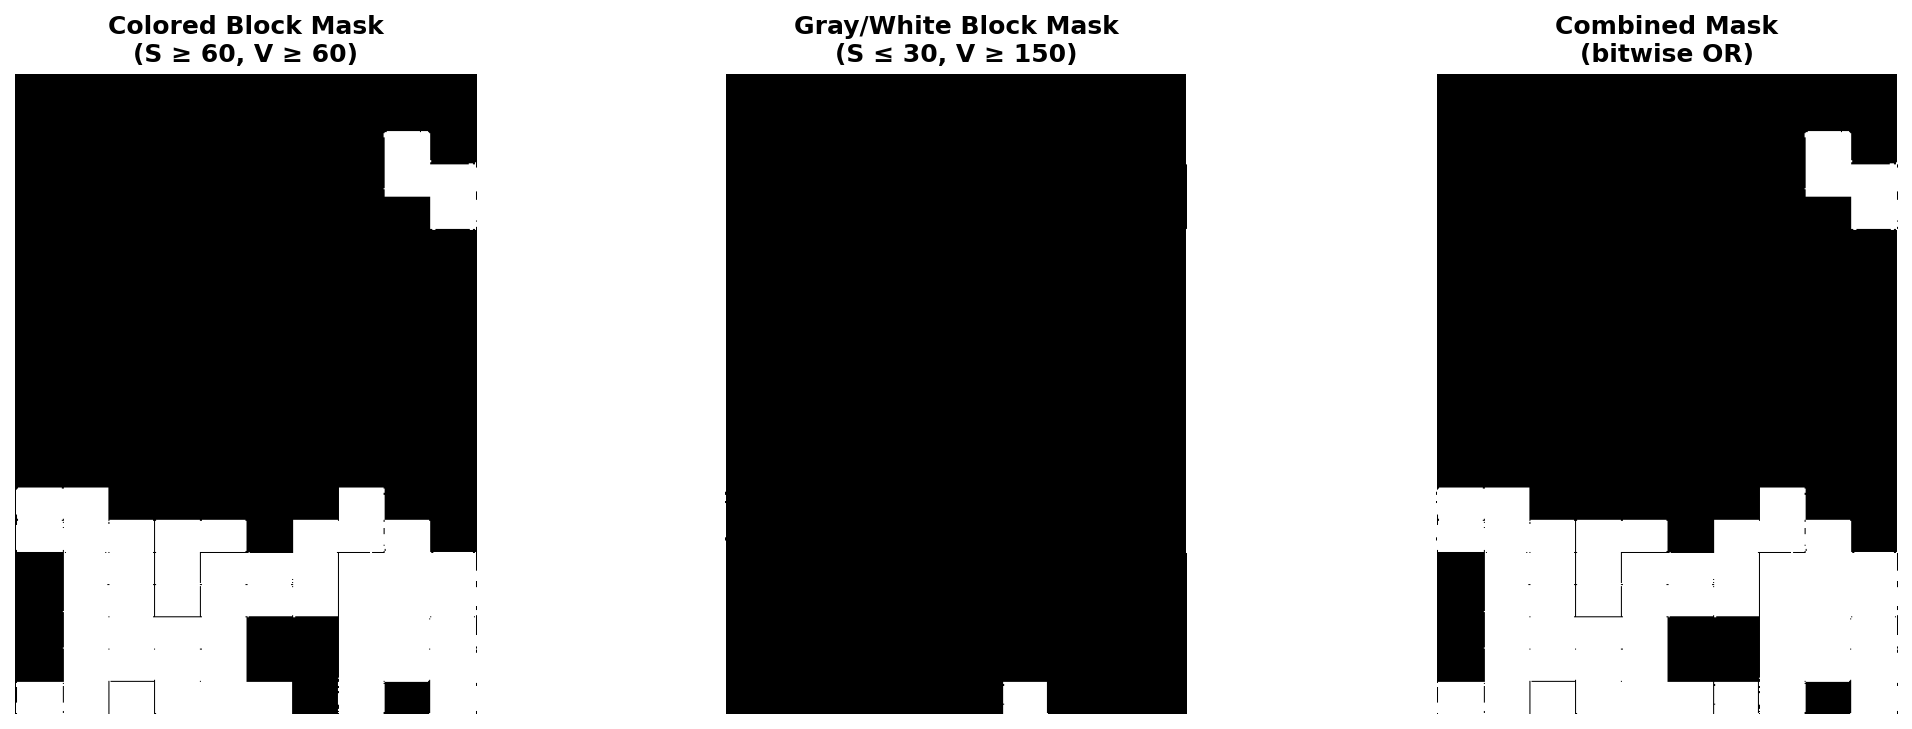 Colored Block Mask
(S ≥ 60, V ≥ 60)
Gray/White Block Mask
(S ≤ 30, V ≥ 150)
Combined Mask
(bitwise OR)